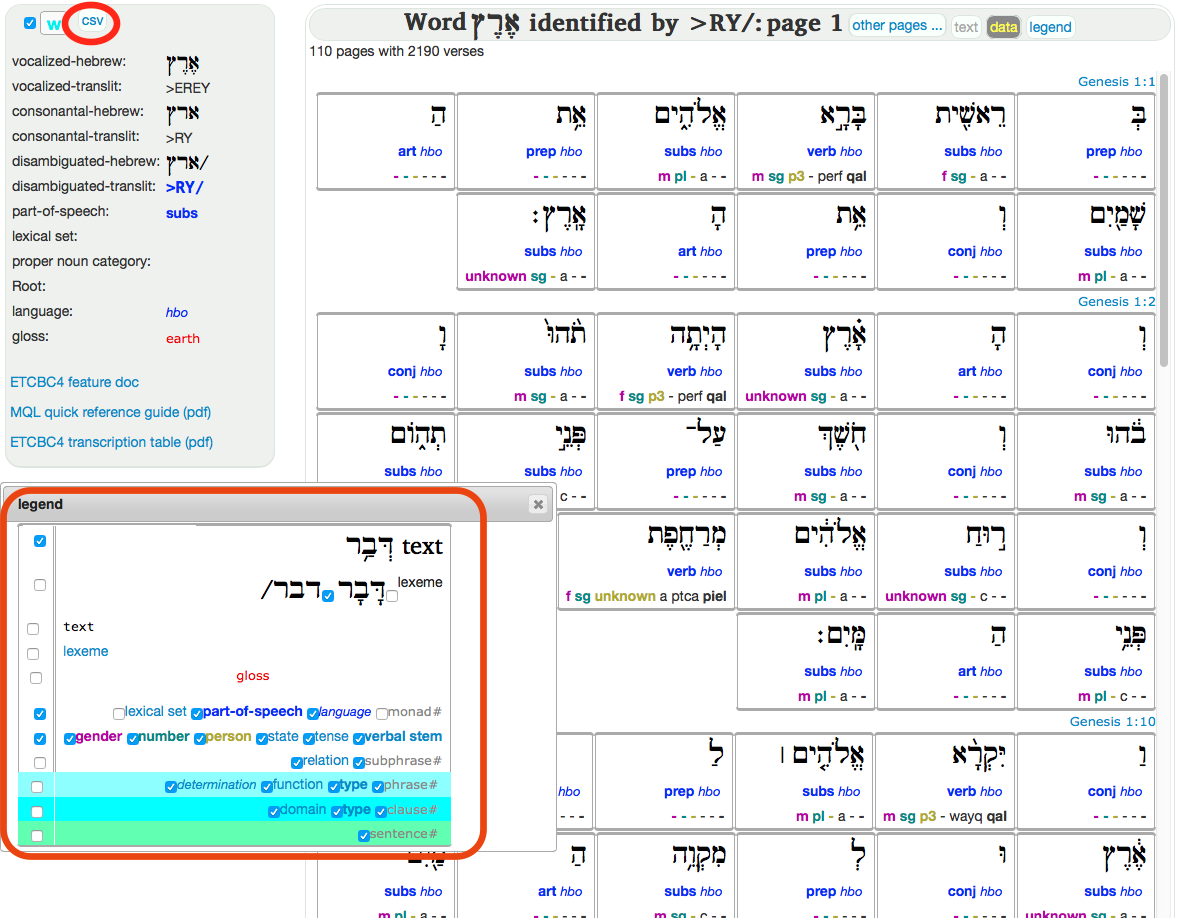 w CSV
vocalized-hebrew: אֶרֶץ
vocalized-translit: >EREY
consonantal-hebrew: ארץ
consonantal-translit: >RY
disambiguated-hebrew: ארץ/
disambiguated-translit: >RY/
part-of-speech: subs
lexical set:
proper noun category:
Root:
language: hbo
gloss: earth
ETCBC4 feature doc
MQL quick reference guide (pdf)
ETCBC4 transcription table (pdf)
legend ×
דְּבַ֥ר text
דבר/ דָּבָר lexeme
text
lexeme
gloss
lexical set part-of-speech language monad#
gender number person state tense verbal stem
relation subphrase#
determination function type phrase#
domain type clause#
sentence#
Word אֶרֶץ identified by >RY/: page 1 other pages ... text data legend
110 pages with 2190 verses
Genesis 1:1
בְּ רֵאשִׁ֖ית בָּרָ֣א אֱלֹהִ֑ים אֵ֥ת הַ
prep hbo subs hbo verb hbo subs hbo prep hbo art hbo
- - - - - - f sg - a - - m sg p3 - perf qal m pl - a - - - - - - - - - - - - - -
שָּׁמַ֖יִם וְ אֵ֥ת הָ אָֽרֶץ׃
subs hbo conj hbo prep hbo art hbo subs hbo
m pl - a - - - - - - - - - - - - - - - - - - - - unknown sg - a - -
Genesis 1:2
וְ הָ אָ֗רֶץ הָיְתָ֥ה תֹ֙הוּ֙ וָ
conj hbo art hbo subs hbo verb hbo subs hbo conj hbo
- - - - - - - - - - - - unknown sg - a - - f sg p3 - perf qal m sg - a - - - - - - - -
בֹ֔הוּ וְ חֹ֖שֶׁךְ עַל־ פְּנֵ֣י תְהֹ֑ום
subs hbo conj hbo subs hbo prep hbo subs hbo subs hbo
m sg - a - - - - - - - - m sg - a - - - - - - - - c - -
וְ ר֣וּחַ אֱלֹהִ֔ים מְרַחֶ֖פֶת
conj hbo subs hbo subs hbo verb hbo
- - - - - - unknown sg - c - - m pl - a - - f sg unknown a ptca piel
פְּנֵ֥י הַ מָּֽיִם׃
subs hbo art hbo subs hbo
m pl - c - - - - - - - - m pl - a - -
Genesis 1:10
וַ יִּקְרָ֨א אֱלֹהִ֤ים׀ לַ
conj hbo verb hbo subs hbo prep hbo hbo
- - - - - - m sg p3 - wayq qal m pl - a - - - - - - - - - - -
אֶ֔רֶץ וּ לְ מִקְוֵ֥ה הַ מַּ֖יִם
subs hbo conj hbo prep hbo subs hbo art hbo subs hbo
unknown sg - a - - - - - - - - - - - - - - m sg - c - - - - - - - - m pl - a - -